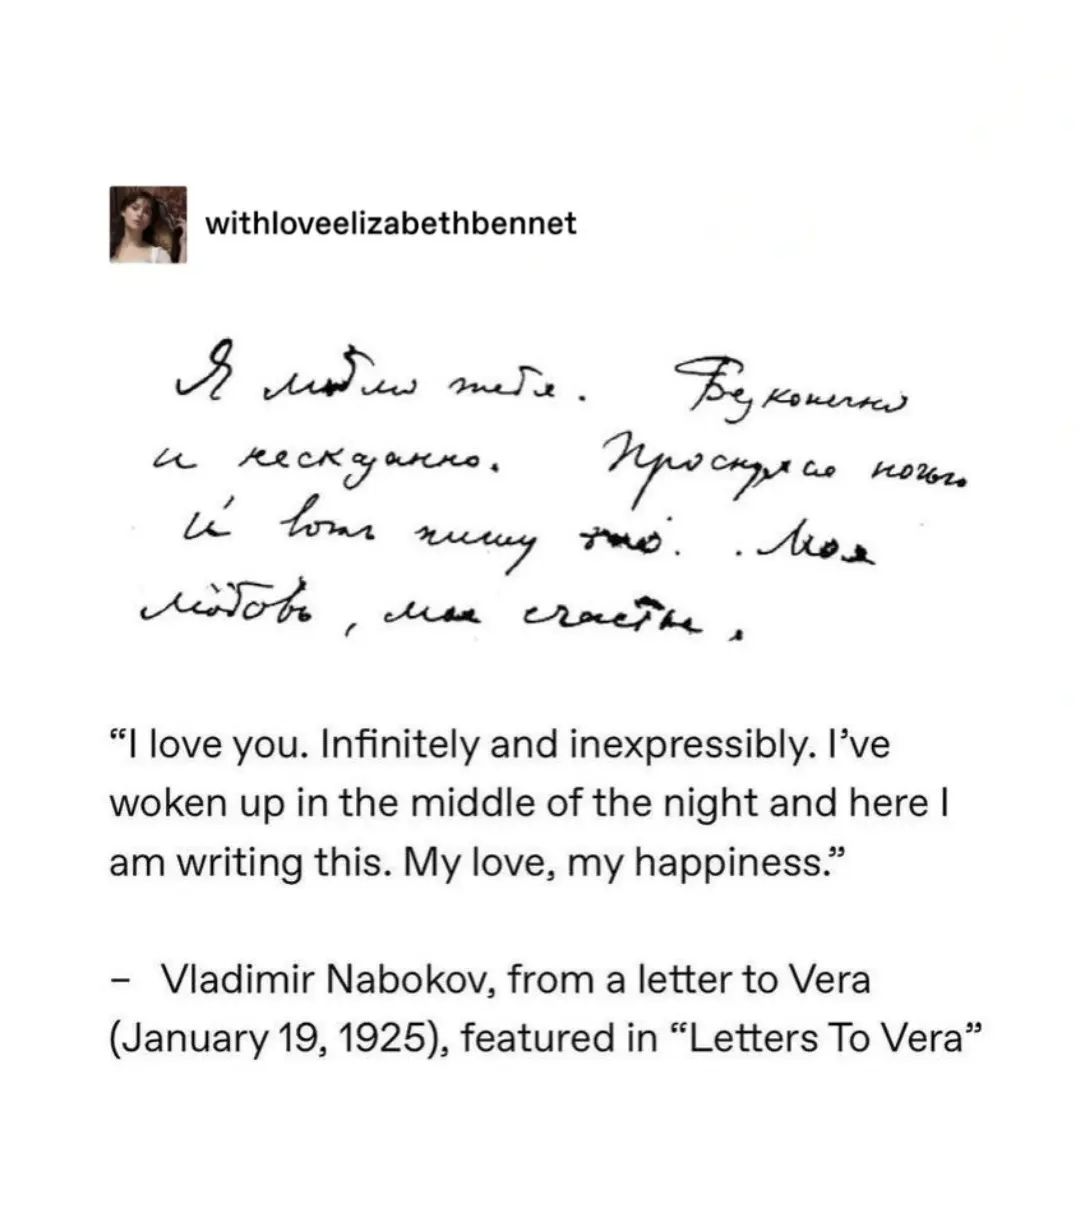 withloveelizabethbennet
Я люблю тебя. Бесконечно
и несказанно. Проснулся ночью
и вотъ пишу это. Моя
любовь, мое счастье.
“I love you. Infinitely and inexpressibly. I’ve
woken up in the middle of the night and here I
am writing this. My love, my happiness.”
– Vladimir Nabokov, from a letter to Vera
(January 19, 1925), featured in “Letters To Vera”